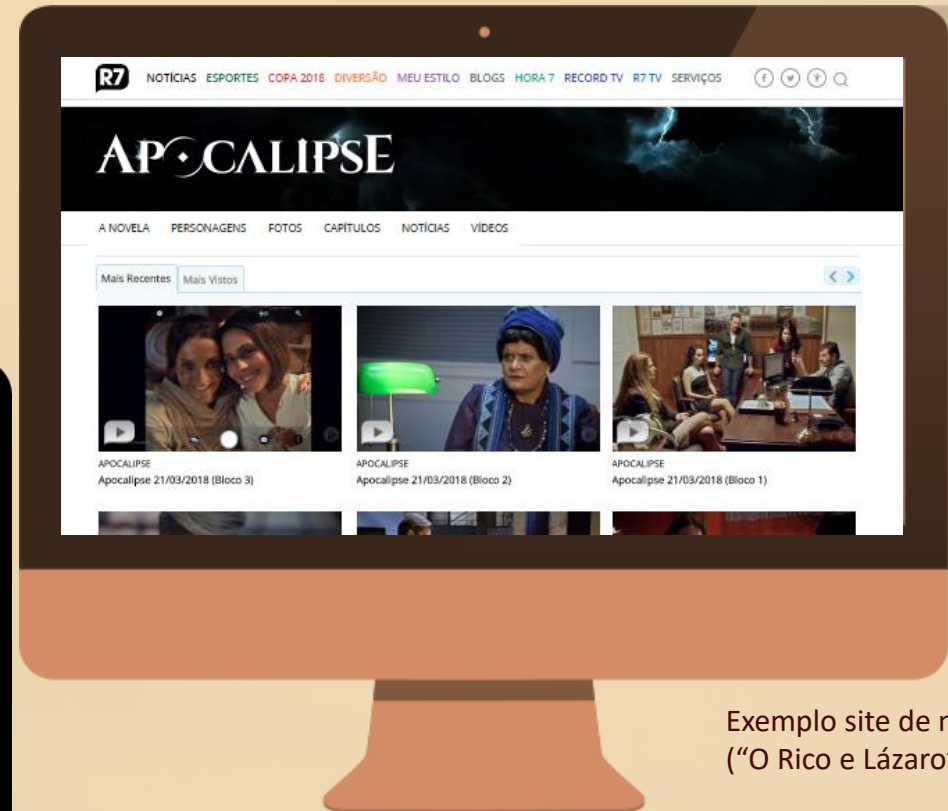 R7 NOTÍCIAS ESPORTES COPA 2018 DIVERSÃO MEU ESTILO BLOGS HORA 7 RECORD TV R7 TV SERVIÇOS
APOCALIPSE
A NOVELA PERSONAGENS FOTOS CAPÍTULOS NOTÍCIAS VÍDEOS
Mais Recentes Mais Vistos
APOCALIPSE APOCALIPSE APOCALIPSE
Apocalipse 21/03/2018 (Bloco 3) Apocalipse 21/03/2018 (Bloco 2) Apocalipse 21/03/2018 (Bloco 1)
Exemplo site de
(“O Rico e Lázaro